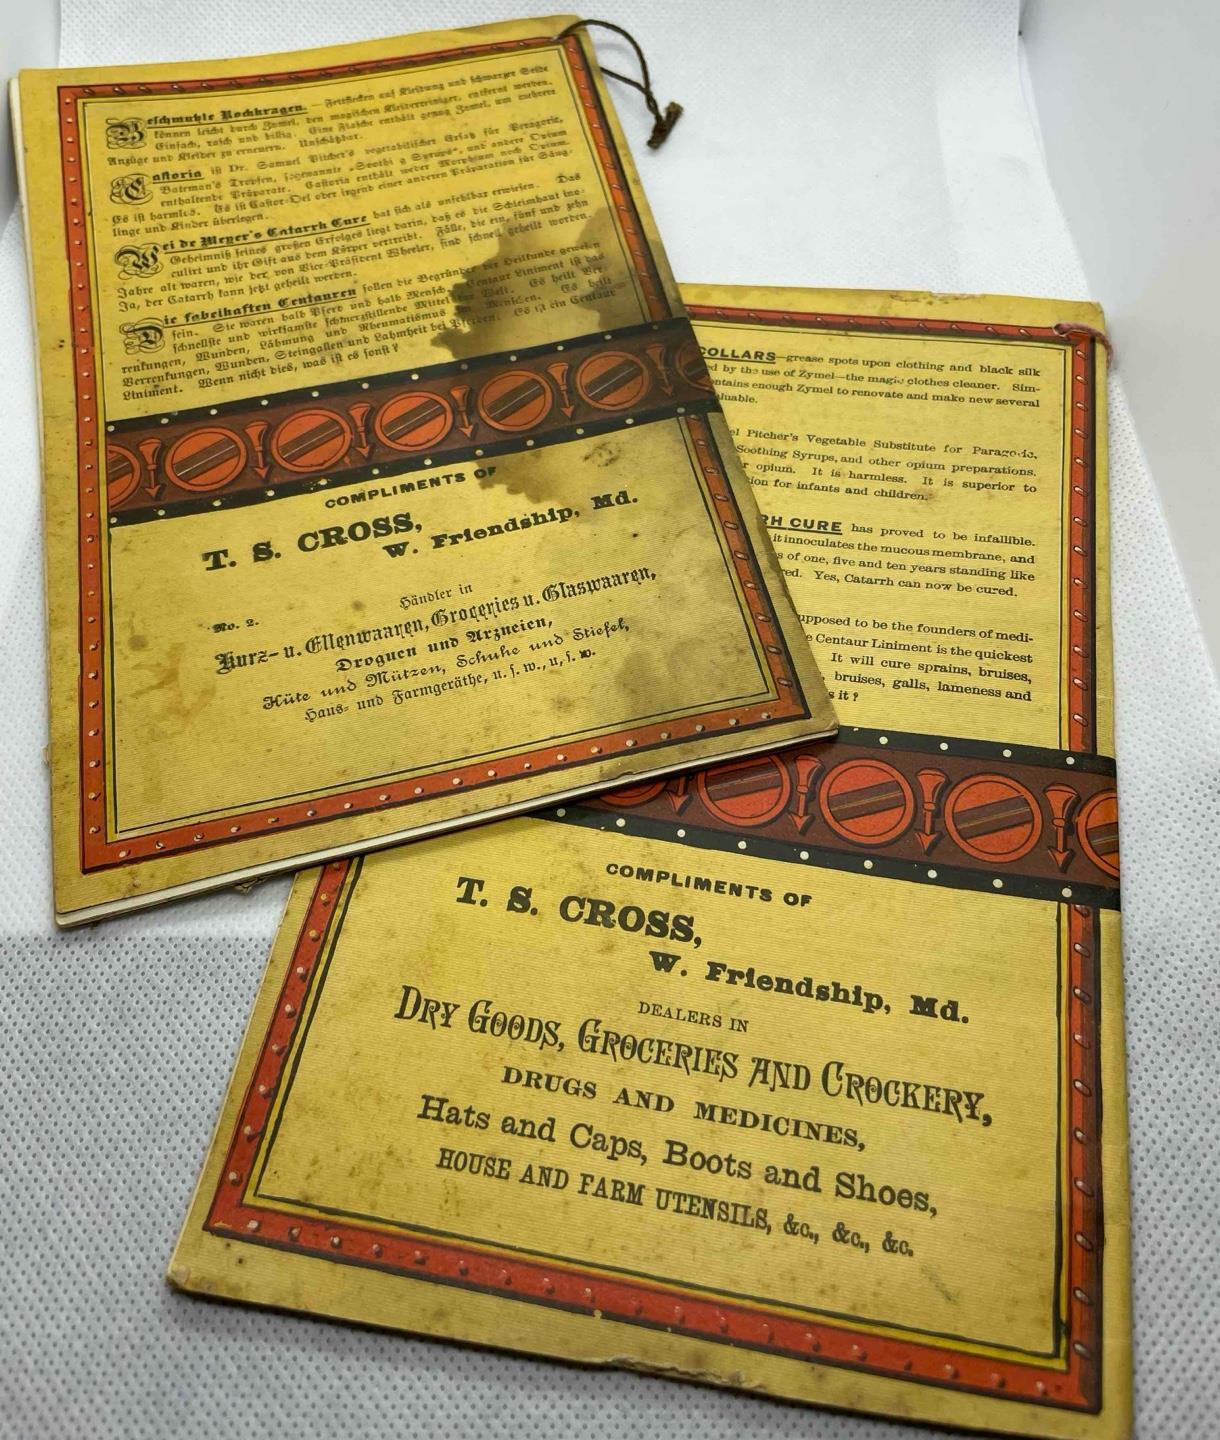 Beschmutzte Rockkragen. — Fettflecken auf Kleidung und schwarzer Seide
können leicht durch Zymel, den magischen Kleiderreiniger, entfernt werden.
Einfach, rasch und billig. Eine Flasche enthält genug Zymel, um mehrere
Anzüge und Kleider zu erneuern. Unschätzbar.
Castoria ist Dr. Samuel Pitcher's vegetabilischer Ersatz für Paragoric,
Bateman's Tropfen, sogenannte „Soothi g Syrups", und andere Opium
enthaltende Präparate. Castoria enthält weder Morphium noch Opium.
Es ist harmlos. Es ist Castor-Oel oder irgend einer anderen Präparation für Säug-
linge und Kinder überlegen.
Wei de Meyer's Catarrh Cure hat sich als unfehlbar erwiesen. Das
Geheimniß seines großen Erfolges liegt darin, daß es die Schleimhaut ino-
culirt und ihr Gift aus dem Körper vertreibt. Fälle, die ein, fünf und zehn
Jahre alt waren, wie der von Vice-Präsident Wheeler, sind schnell geheilt worden.
Ja, der Catarrh kann jetzt geheilt werden.
Die fabelhaften Centauren sollen die Begründer der Heilkunde gewesen
sein. Sie waren halb Pferd und halb Mensch. Centaur Liniment ist das
schnellste und wirksamste schmerzstillende Mittel der Welt. Es heilt Ver-
renkungen, Wunden, Lähmung und Rheumatismus Menschen. Es heilt
Verrenkungen, Wunden, Steingallen und Lahmheit bei Pferden. Es ist ein Centaur
Liniment. Wenn nicht dies, was ist es sonst?
COMPLIMENTS OF
T. S. CROSS,
W. Friendship, Md.
No. 2.
Händler in
Kurz- u. Ellenwaaren, Groceries u. Glaswaaren,
Droguen und Arzneien,
Hüte und Mützen, Schuhe und Stiefel,
Haus- und Farmgeräthe, u. s. w., u. s. w.
COLLARS—grease spots upon clothing and black silk
ed by the use of Zymel—the magic clothes cleaner. Sim-
ontains enough Zymel to renovate and make new several
aluable.
el Pitcher's Vegetable Substitute for Paragoric,
Soothing Syrups, and other opium preparations.
r opium. It is harmless. It is superior to
ion for infants and children.
RH CURE has proved to be infallible.
it innoculates the mucous membrane, and
s of one, five and ten years standing like
red. Yes, Catarrh can now be cured.
upposed to be the founders of medi-
e Centaur Liniment is the quickest
It will cure sprains, bruises,
, bruises, galls, lameness and
s it?
COMPLIMENTS OF
T. S. CROSS,
W. Friendship, Md.
DEALERS IN
DRY GOODS, GROCERIES AND CROCKERY,
DRUGS AND MEDICINES,
Hats and Caps, Boots and Shoes,
HOUSE AND FARM UTENSILS, &c., &c., &c.